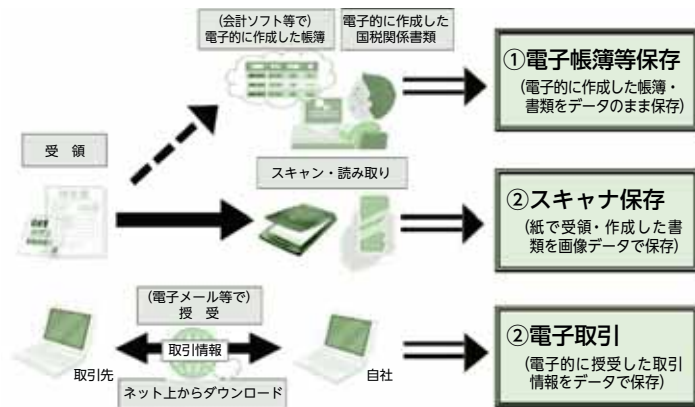 (会計ソフト等で)
電子的に作成した帳簿
電子的に作成した
国税関係書類
①電子帳簿等保存
(電子的に作成した帳簿・
書類をデータのまま保存)
受 領
スキャン・読み取り
②スキャナ保存
(紙で受領・作成した書
類を画像データで保存)
(電子メール等で)
授 受
取引情報
取引先
自社
ネット上からダウンロード
②電子取引
(電子的に授受した取引
情報をデータで保存)